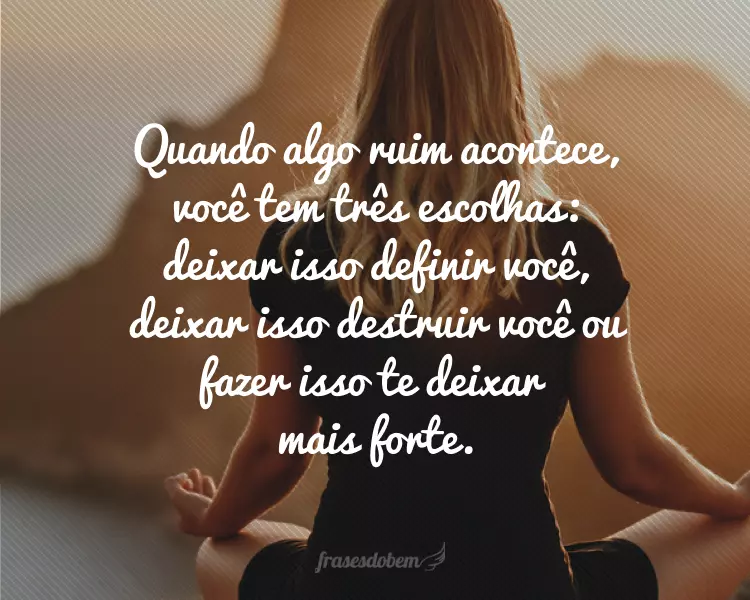 Quando algo ruim acontece,
você tem três escolhas:
deixar isso definir você,
deixar isso destruir você ou
fazer isso te deixar
mais forte.
frasesdobem